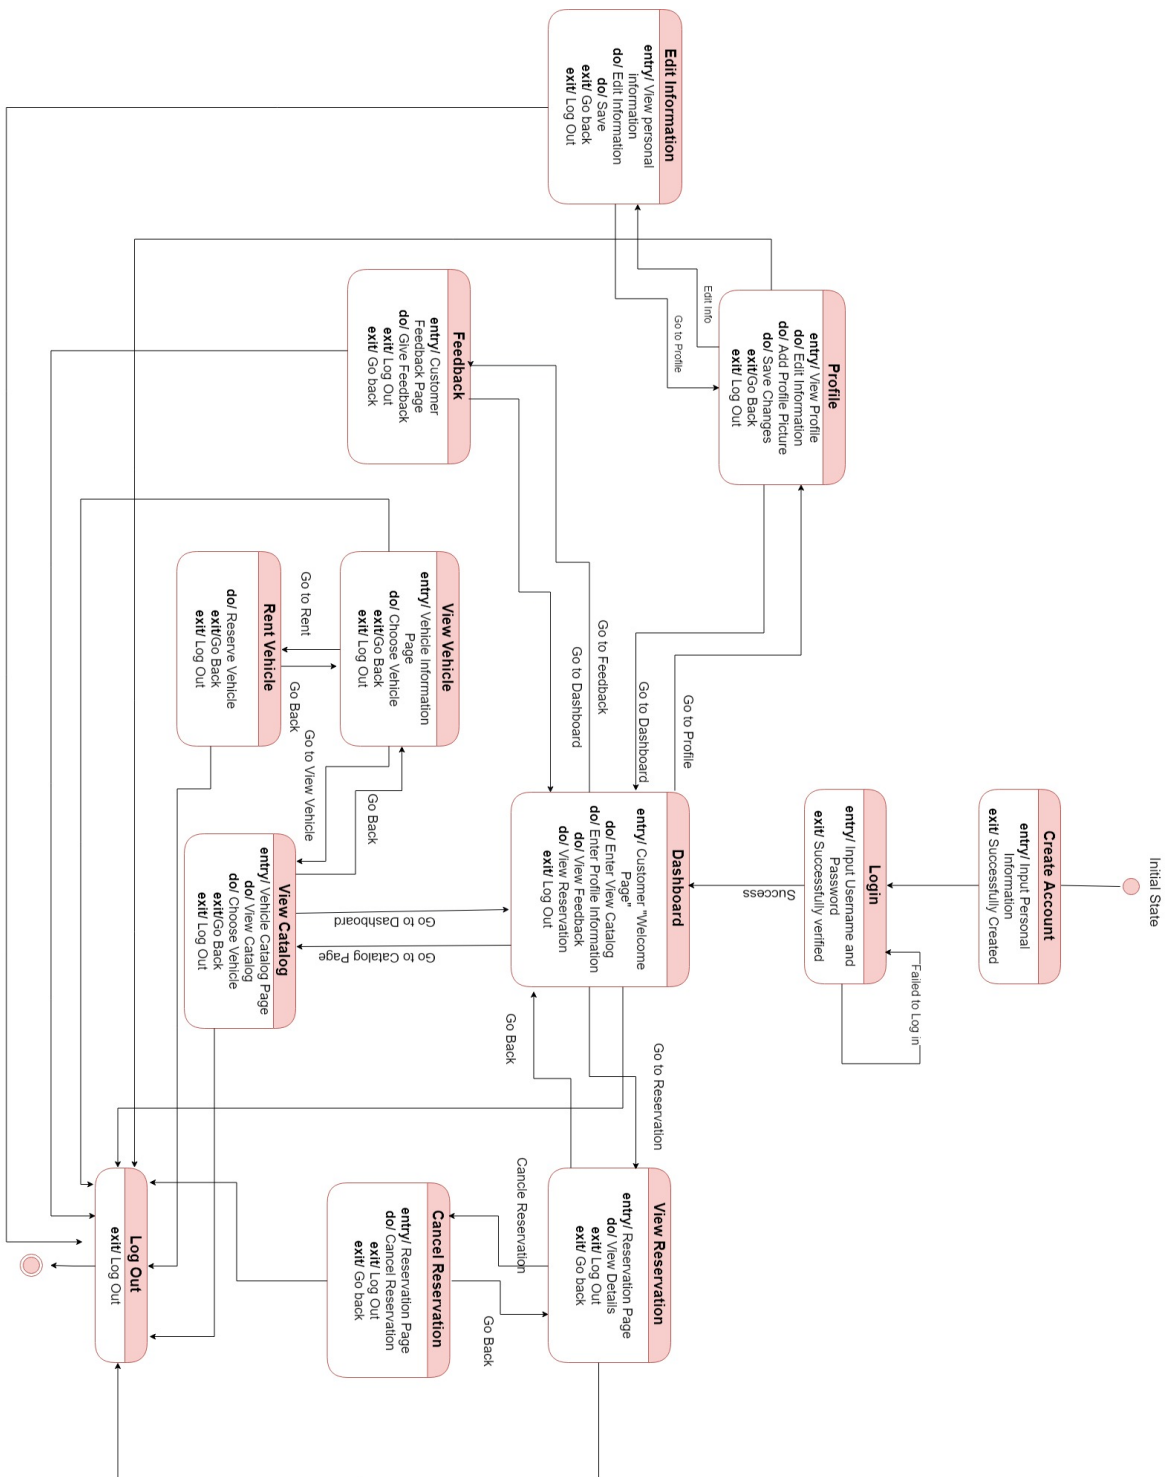 Initial State
Create Account
entry/ Input Personal
Information
exit/ Successfully Created
Login
entry/ Input Username and
Password
exit/ Successfully verified
Failed to Log in
Success
Profile
entry/ View Profile
do/ Edit Information
do/ Add Profile Picture
do/ Save Changes
exit/Go Back
exit/ Log Out
Edit Info
Go to Profile
Edit Information
entry/ View personal
information
do/ Edit Information
do/ Save
exit/ Go back
exit/ Log Out
Go to Profile
Go to Dashboard
Dashboard
entry/ Customer "Welcome
Page"
do/ Enter View Catalog
do/ Enter Profile Information
do/ View Feedback
do/ View Reservation
exit/ Log Out
Go to Feedback
Go to Dashboard
Feedback
entry/ Customer
Feedback Page
do/ Give Feedback
exit/ Log Out
exit/ Go back
Go to Reservation
Go Back
View Reservation
entry/ Reservation Page
do/ View Details
exit/ Log Out
exit/ Go back
Cancle Reservation
Go Back
Cancel Reservation
entry/ Reservation Page
do/ Cancel Reservation
exit/ Log Out
exit/ Go back
View Vehicle
entry/ Vehicle Information
Page
do/ Choose Vehicle
exit/Go Back
exit/ Log Out
Go to Rent
Go Back
Rent Vehicle
do/ Reserve Vehicle
exit/Go Back
exit/ Log Out
Go to View Vehicle
Go Back
Go to Dashboard
Go to Catalog Page
View Catalog
entry/ Vehicle Catalog Page
do/ View Catalog
do/ Choose Vehicle
exit/Go Back
exit/ Log Out
Log Out
exit/ Log Out